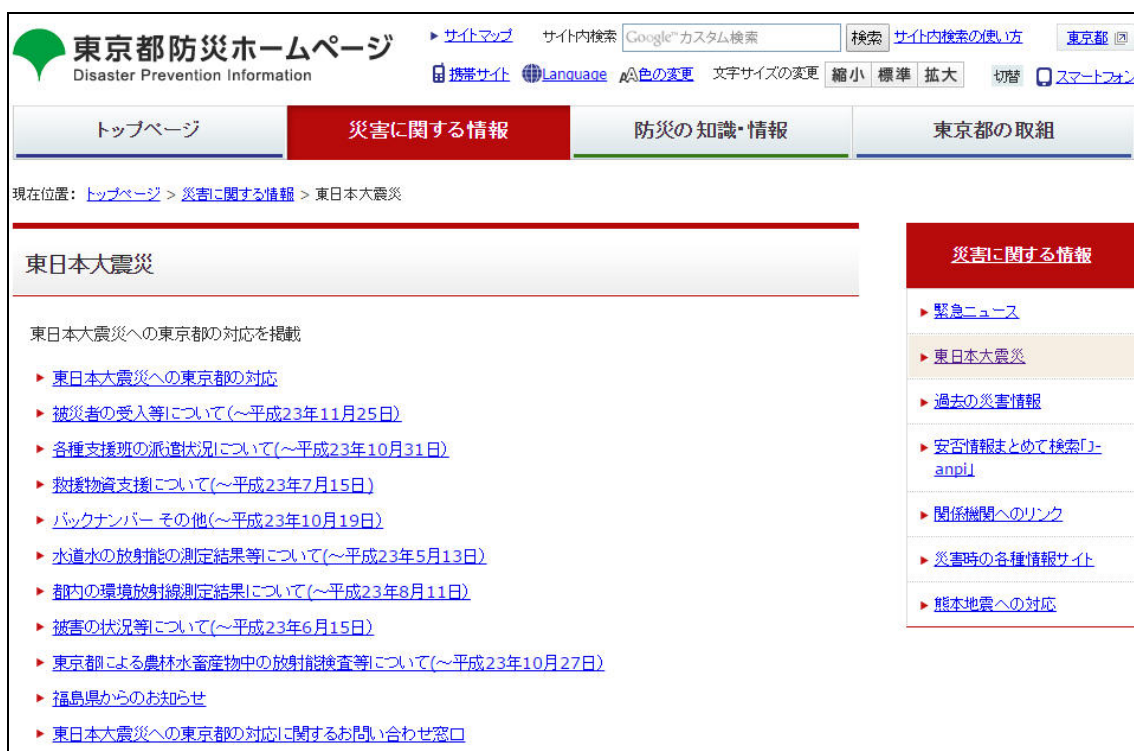 東京都防災ホームページ
Disaster Prevention Information
サイトマップ サイト内検索 Google™カスタム検索 検索 サイト内検索の使い方 東京都
携帯サイト Language 色の変更 文字サイズの変更 縮小 標準 拡大 切替 スマートフォン
トップページ 災害に関する情報 防災の知識・情報 東京都の取組
現在位置： トップページ > 災害に関する情報 > 東日本大震災
東日本大震災
東日本大震災への東京都の対応を掲載
東日本大震災への東京都の対応
被災者の受入等について(～平成23年11月25日)
各種支援班の派遣状況について(～平成23年10月31日)
救援物資支援について(～平成23年7月15日)
バックナンバー その他(～平成23年10月19日)
水道水の放射能の測定結果等について(～平成23年5月13日)
都内の環境放射線測定結果について(～平成23年8月11日)
被害の状況等について(～平成23年6月15日)
東京都による農林水畜産物中の放射能検査等について(～平成23年10月27日)
福島県からのお知らせ
東日本大震災への東京都の対応に関するお問い合わせ窓口
災害に関する情報
緊急ニュース
東日本大震災
過去の災害情報
安否情報まとめて検索「J-
anpi」
関係機関へのリンク
災害時の各種情報サイト
熊本地震への対応